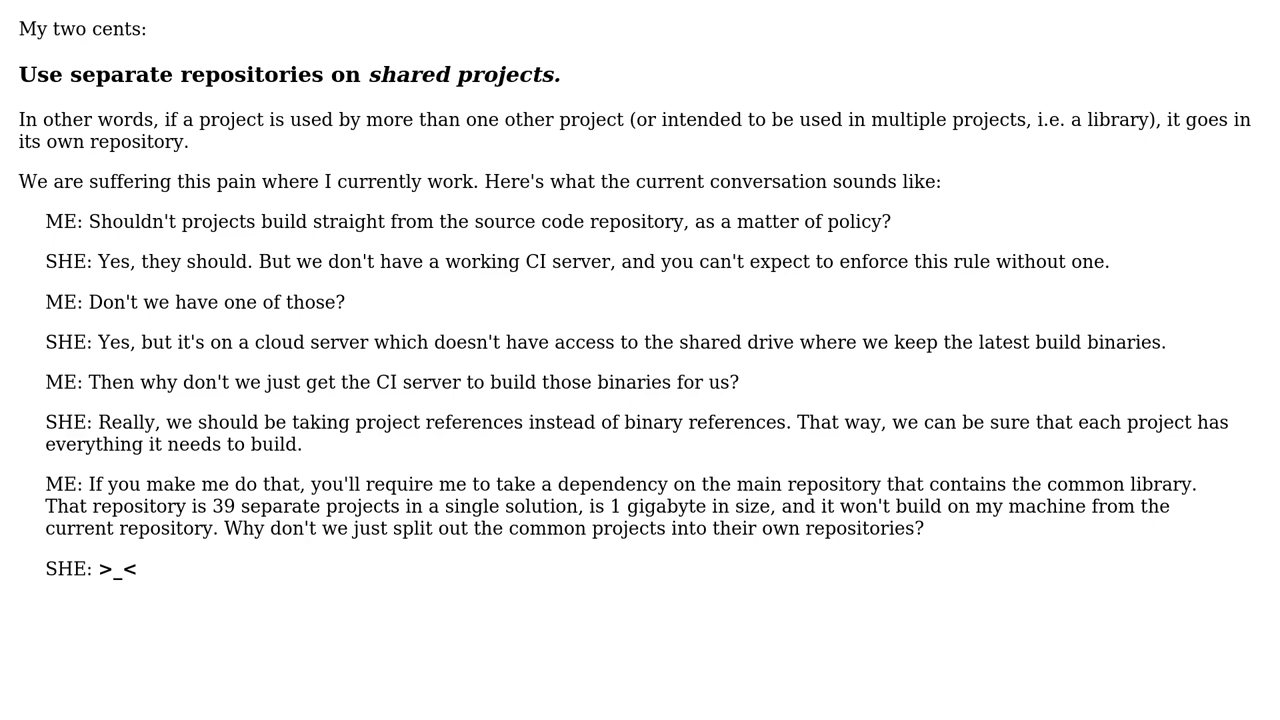 My two cents:
Use separate repositories on shared projects.
In other words, if a project is used by more than one other project (or intended to be used in multiple projects, i.e. a library), it goes in
its own repository.
We are suffering this pain where I currently work. Here's what the current conversation sounds like:
ME: Shouldn't projects build straight from the source code repository, as a matter of policy?
SHE: Yes, they should. But we don't have a working CI server, and you can't expect to enforce this rule without one.
ME: Don't we have one of those?
SHE: Yes, but it's on a cloud server which doesn't have access to the shared drive where we keep the latest build binaries.
ME: Then why don't we just get the CI server to build those binaries for us?
SHE: Really, we should be taking project references instead of binary references. That way, we can be sure that each project has
everything it needs to build.
ME: If you make me do that, you'll require me to take a dependency on the main repository that contains the common library.
That repository is 39 separate projects in a single solution, is 1 gigabyte in size, and it won't build on my machine from the
current repository. Why don't we just split out the common projects into their own repositories?
SHE: >_<